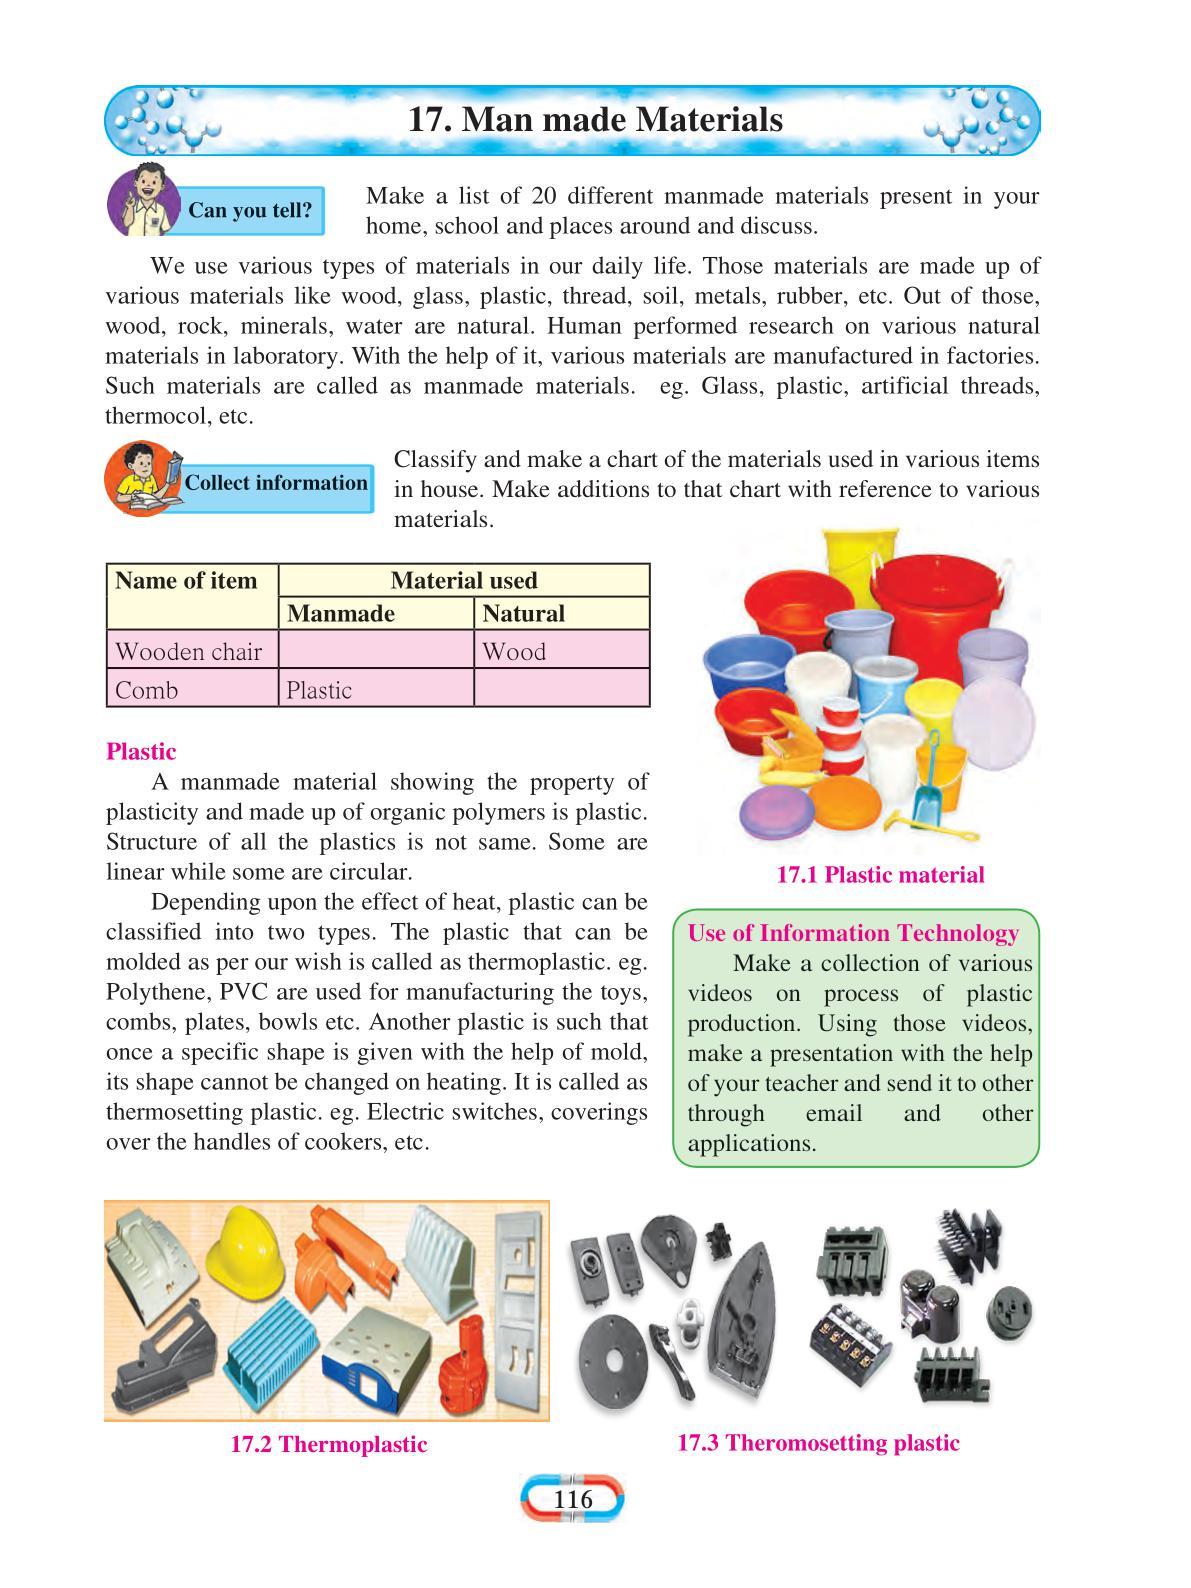 17. Man made Materials
Can you tell?
Make a list of 20 different manmade materials present in your
home, school and places around and discuss.
We use various types of materials in our daily life. Those materials are made up of
various materials like wood, glass, plastic, thread, soil, metals, rubber, etc. Out of those,
wood, rock, minerals, water are natural. Human performed research on various natural
materials in laboratory. With the help of it, various materials are manufactured in factories.
Such materials are called as manmade materials. eg. Glass, plastic, artificial threads,
thermocol, etc.
Collect information
Classify and make a chart of the materials used in various items
in house. Make additions to that chart with reference to various
materials.
Name of item Material used
Manmade Natural
Wooden chair Wood
Comb Plastic
Plastic
A manmade material showing the property of
plasticity and made up of organic polymers is plastic.
Structure of all the plastics is not same. Some are
linear while some are circular.
Depending upon the effect of heat, plastic can be
classified into two types. The plastic that can be
molded as per our wish is called as thermoplastic. eg.
Polythene, PVC are used for manufacturing the toys,
combs, plates, bowls etc. Another plastic is such that
once a specific shape is given with the help of mold,
its shape cannot be changed on heating. It is called as
thermosetting plastic. eg. Electric switches, coverings
over the handles of cookers, etc.
17.1 Plastic material
Use of Information Technology
Make a collection of various
videos on process of plastic
production. Using those videos,
make a presentation with the help
of your teacher and send it to other
through email and other
applications.
17.2 Thermoplastic
17.3 Theromosetting plastic
116